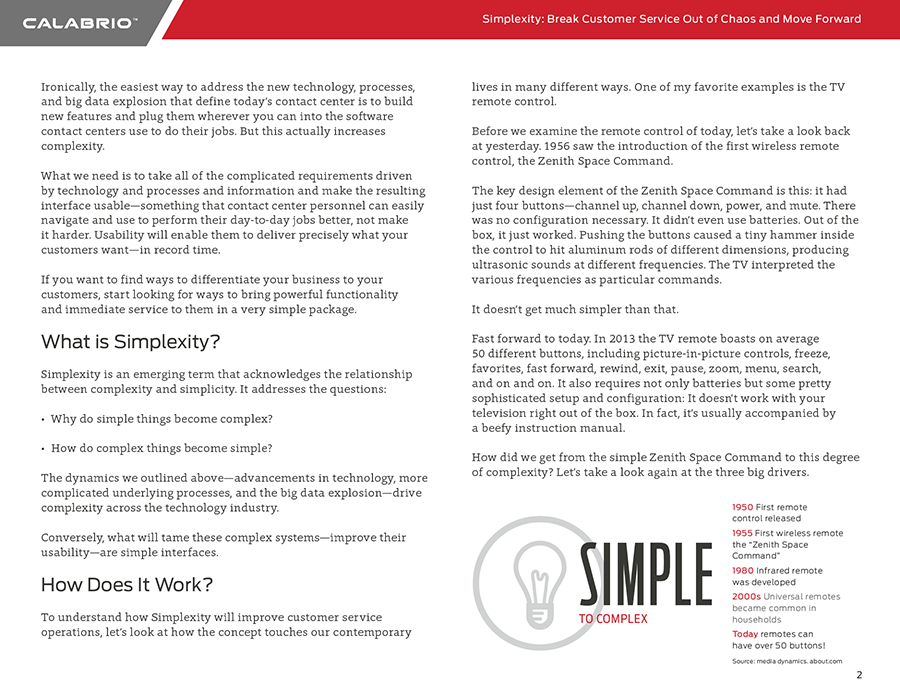 CALABRIO™
Simplexity: Break Customer Service Out of Chaos and Move Forward
Ironically, the easiest way to address the new technology, processes,
and big data explosion that define today's contact center is to build
new features and plug them wherever you can into the software
contact centers use to do their jobs. But this actually increases
complexity.
What we need is to take all of the complicated requirements driven
by technology and processes and information and make the resulting
interface usable—something that contact center personnel can easily
navigate and use to perform their day-to-day jobs better, not make
it harder. Usability will enable them to deliver precisely what your
customers want—in record time.
If you want to find ways to differentiate your business to your
customers, start looking for ways to bring powerful functionality
and immediate service to them in a very simple package.
What is Simplexity?
Simplexity is an emerging term that acknowledges the relationship
between complexity and simplicity. It addresses the questions:
• Why do simple things become complex?
• How do complex things become simple?
The dynamics we outlined above—advancements in technology, more
complicated underlying processes, and the big data explosion—drive
complexity across the technology industry.
Conversely, what will tame these complex systems—improve their
usability—are simple interfaces.
How Does It Work?
To understand how Simplexity will improve customer service
operations, let's look at how the concept touches our contemporary
lives in many different ways. One of my favorite examples is the TV
remote control.
Before we examine the remote control of today, let's take a look back
at yesterday. 1956 saw the introduction of the first wireless remote
control, the Zenith Space Command.
The key design element of the Zenith Space Command is this: it had
just four buttons—channel up, channel down, power, and mute. There
was no configuration necessary. It didn't even use batteries. Out of the
box, it just worked. Pushing the buttons caused a tiny hammer inside
the control to hit aluminum rods of different dimensions, producing
ultrasonic sounds at different frequencies. The TV interpreted the
various frequencies as particular commands.
It doesn't get much simpler than that.
Fast forward to today. In 2013 the TV remote boasts on average
50 different buttons, including picture-in-picture controls, freeze,
favorites, fast forward, rewind, exit, pause, zoom, menu, search,
and on and on. It also requires not only batteries but some pretty
sophisticated setup and configuration: It doesn't work with your
television right out of the box. In fact, it's usually accompanied by
a beefy instruction manual.
How did we get from the simple Zenith Space Command to this degree
of complexity? Let's take a look again at the three big drivers.
SIMPLE
TO COMPLEX
1950 First remote
control released
1955 First wireless remote
the "Zenith Space
Command"
1980 Infrared remote
was developed
2000s Universal remotes
became common in
households
Today remotes can
have over 50 buttons!
Source: media dynamics. about.com
2